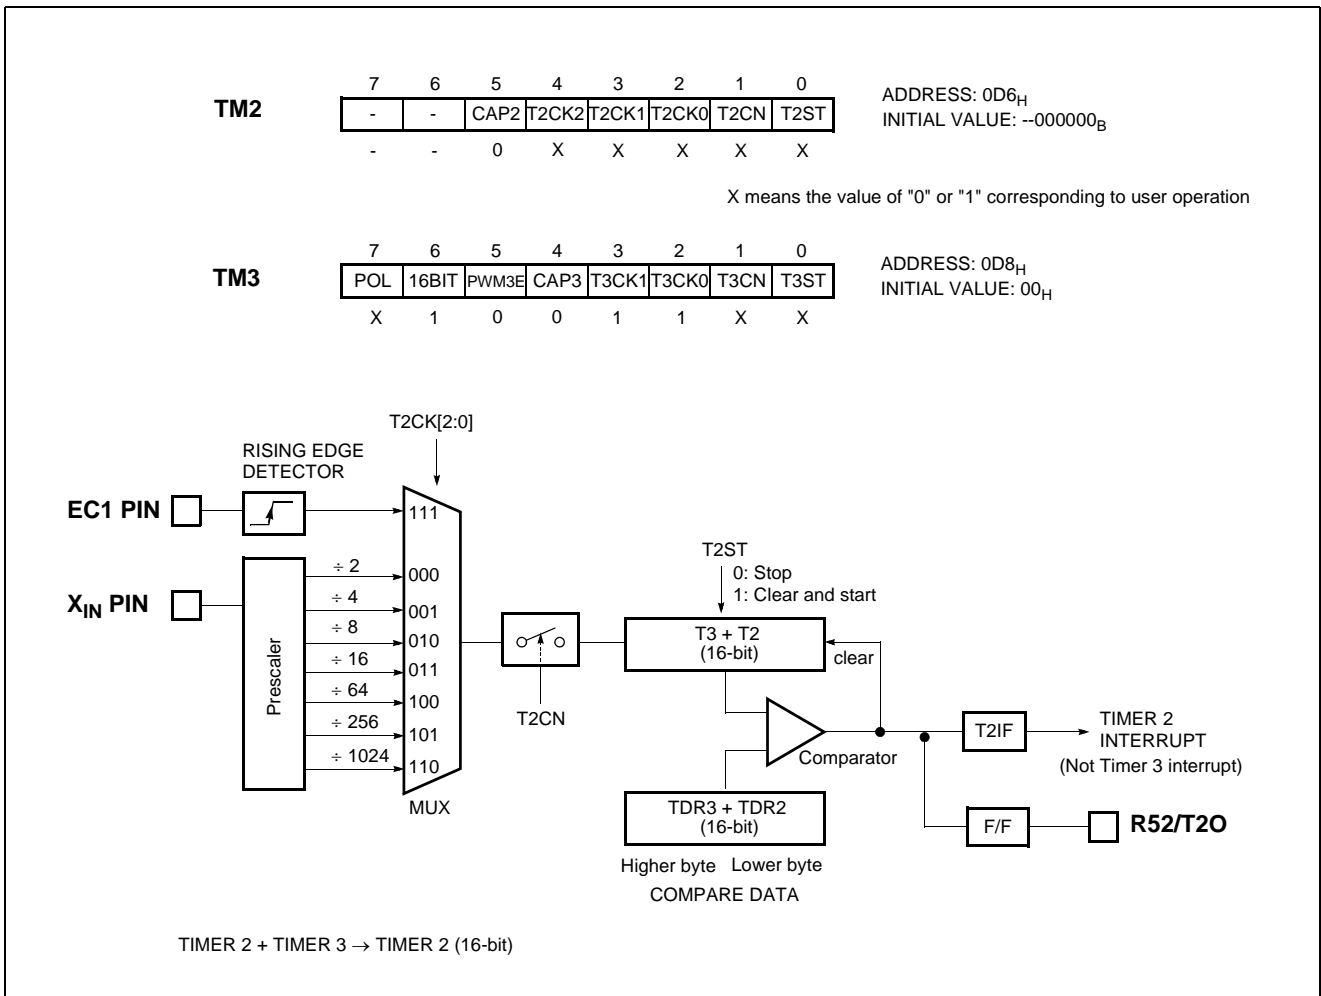 7 6 5 4 3 2 1 0
TM2
- - CAP2 T2CK2 T2CK1 T2CK0 T2CN T2ST
- - 0 X X X X X
ADDRESS: 0D6H
INITIAL VALUE: --000000B
X means the value of "0" or "1" corresponding to user operation
7 6 5 4 3 2 1 0
TM3
POL 16BIT PWM3E CAP3 T3CK1 T3CK0 T3CN T3ST
X 1 0 0 1 1 X X
ADDRESS: 0D8H
INITIAL VALUE: 00H
T2CK[2:0]
RISING EDGE
DETECTOR
EC1 PIN
111
XIN PIN
Prescaler
÷ 2
000
÷ 4
001
÷ 8
010
÷ 16
011
÷ 64
100
÷ 256
101
÷ 1024
110
MUX
T2CN
T2ST
0: Stop
1: Clear and start
T3 + T2
(16-bit)
clear
Comparator
TDR3 + TDR2
(16-bit)
Higher byte Lower byte
COMPARE DATA
T2IF
TIMER 2
INTERRUPT
(Not Timer 3 interrupt)
F/F
R52/T2O
TIMER 2 + TIMER 3 → TIMER 2 (16-bit)